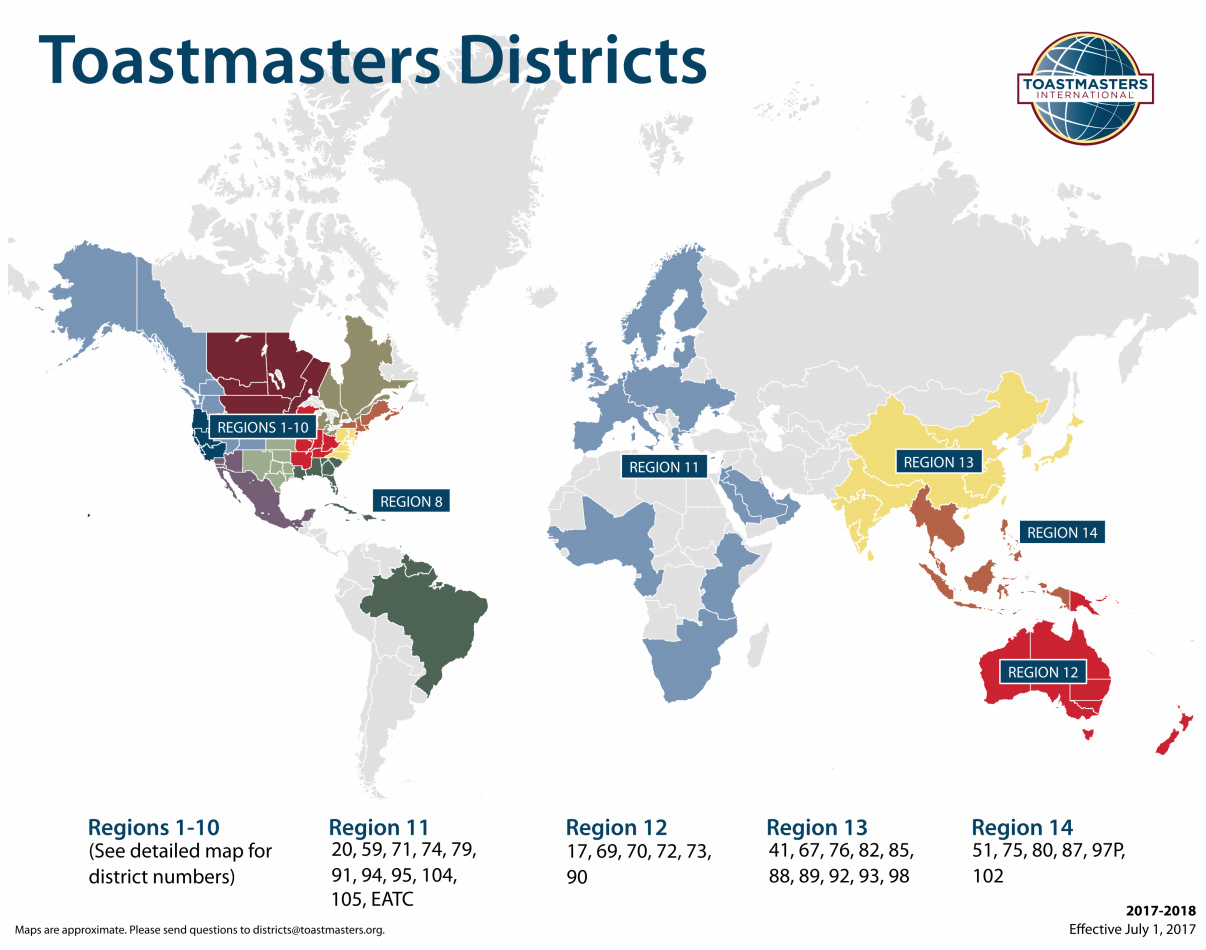 Toastmasters Districts
TOASTMASTERS
INTERNATIONAL
REGIONS 1-10
REGION 8
REGION 11
REGION 13
REGION 14
REGION 12
Regions 1-10
(See detailed map for
district numbers)
Region 11
20, 59, 71, 74, 79,
91, 94, 95, 104,
105, EATC
Region 12
17, 69, 70, 72, 73,
90
Region 13
41, 67, 76, 82, 85,
88, 89, 92, 93, 98
Region 14
51, 75, 80, 87, 97P,
102
2017-2018
Effective July 1, 2017
Maps are approximate. Please send questions to districts@toastmasters.org.